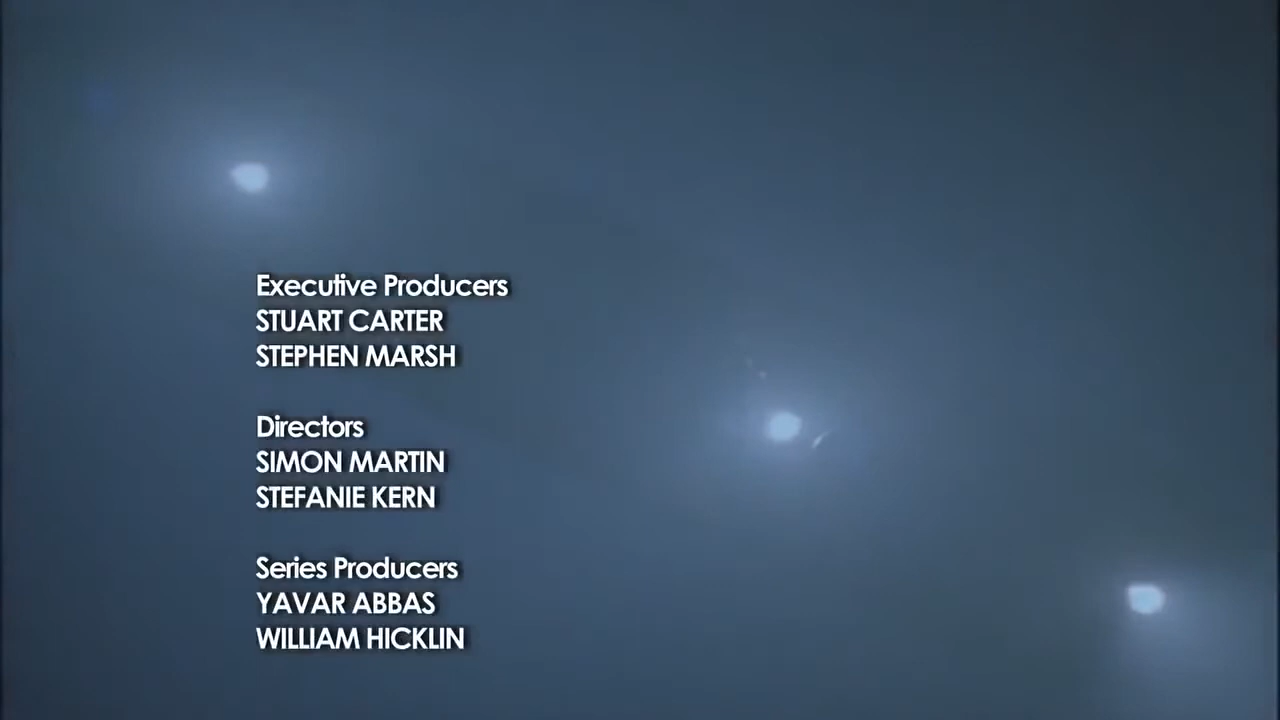 Executive Producers
STUART CARTER
STEPHEN MARSH
Directors
SIMON MARTIN
STEFANIE KERN
Series Producers
YAVAR ABBAS
WILLIAM HICKLIN